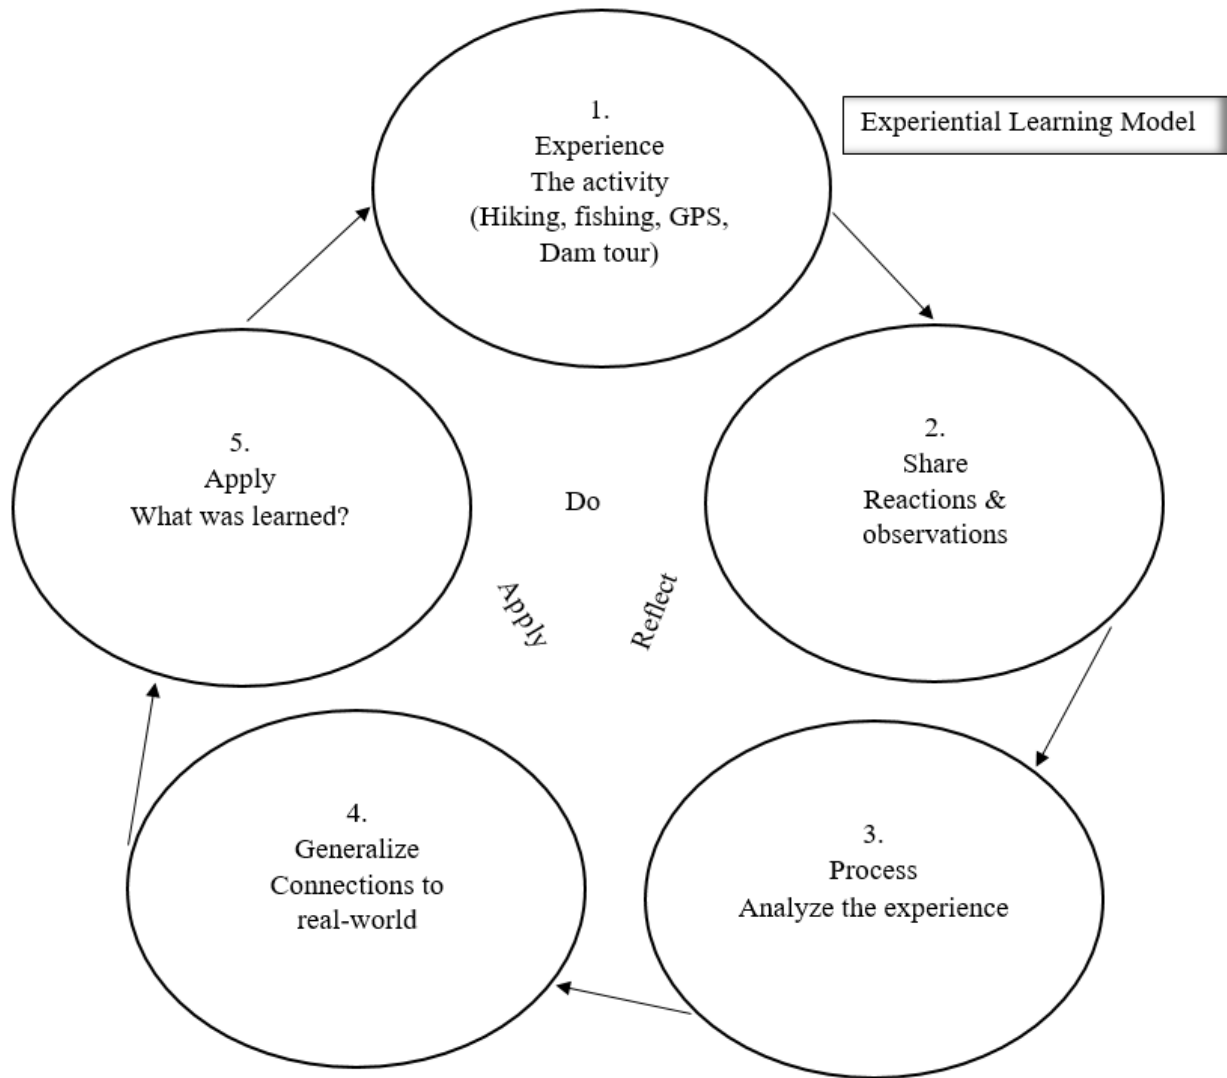 1.
Experience
The activity
(Hiking, fishing, GPS,
Dam tour)
Experiential Learning Model
2.
Share
Reactions &
observations
3.
Process
Analyze the experience
4.
Generalize
Connections to
real-world
5.
Apply
What was learned?
Do
Reflect
Apply